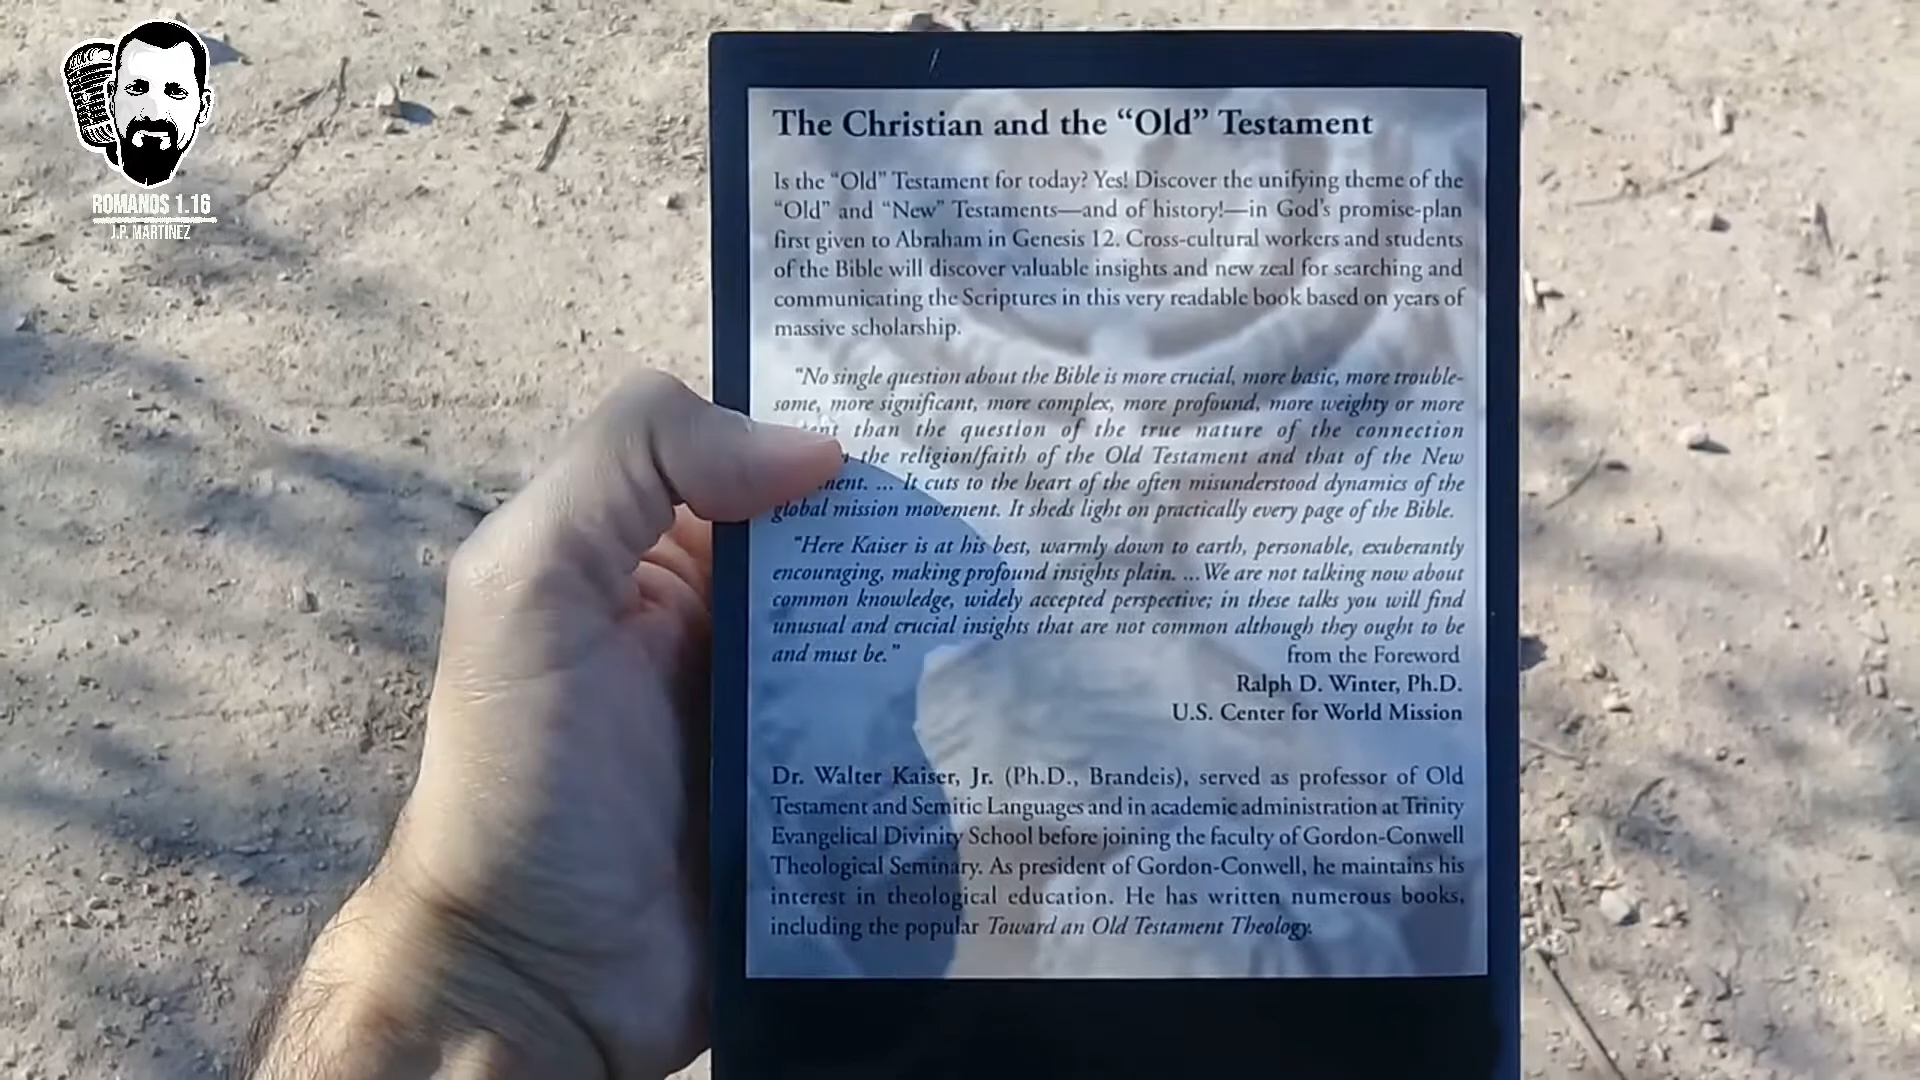 ROMANOS 1.16
J.P. MARTINEZ
The Christian and the “Old” Testament
Is the “Old” Testament for today? Yes! Discover the unifying theme of the
“Old” and “New” Testaments—and of history!—in God’s promise-plan
first given to Abraham in Genesis 12. Cross-cultural workers and students
of the Bible will discover valuable insights and new zeal for searching and
communicating the Scriptures in this very readable book based on years of
massive scholarship.
“No single question about the Bible is more crucial, more basic, more trouble-
some, more significant, more complex, more profound, more weighty or more
than the question of the true nature of the connection
the religion/faith of the Old Testament and that of the New
... It cuts to the heart of the often misunderstood dynamics of the
global mission movement. It sheds light on practically every page of the Bible.
“Here Kaiser is at his best, warmly down to earth, personable, exuberantly
encouraging, making profound insights plain. ... We are not talking now about
common knowledge, widely accepted perspective; in these talks you will find
unusual and crucial insights that are not common although they ought to be
and must be.” from the Foreword
Ralph D. Winter, Ph.D.
U.S. Center for World Mission
Dr. Walter Kaiser, Jr. (Ph.D., Brandeis), served as professor of Old
Testament and Semitic Languages and in academic administration at Trinity
Evangelical Divinity School before joining the faculty of Gordon-Conwell
Theological Seminary. As president of Gordon-Conwell, he maintains his
interest in theological education. He has written numerous books,
including the popular Toward an Old Testament Theology.